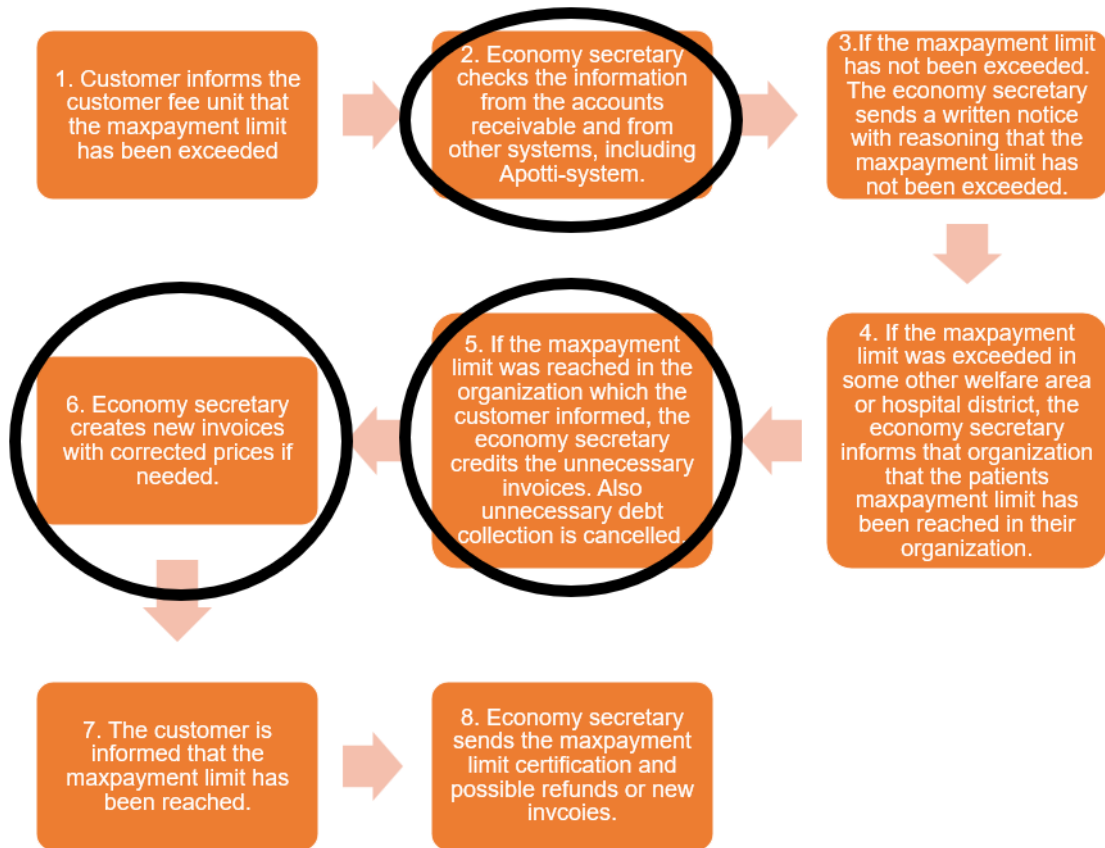 1. Customer informs the
customer fee unit that
the maxpayment limit
has been exceeded
2. Economy secretary
checks the information
from the accounts
receivable and from
other systems, including
Apotti-system.
3.If the maxpayment limit
has not been exceeded.
The economy secretary
sends a written notice
with reasoning that the
maxpayment limit has
not been exceeded.
4. If the maxpayment
limit was exceeded in
some other welfare area
or hospital district, the
economy secretary
informs that organization
that the patients
maxpayment limit has
been reached in their
organization.
5. If the maxpayment
limit was reached in the
organization which the
customer informed, the
economy secretary
credits the unnecessary
invoices. Also
unnecessary debt
collection is cancelled.
6. Economy secretary
creates new invoices
with corrected prices if
needed.
7. The customer is
informed that the
maxpayment limit has
been reached.
8. Economy secretary
sends the maxpayment
limit certification and
possible refunds or new
invcoies.